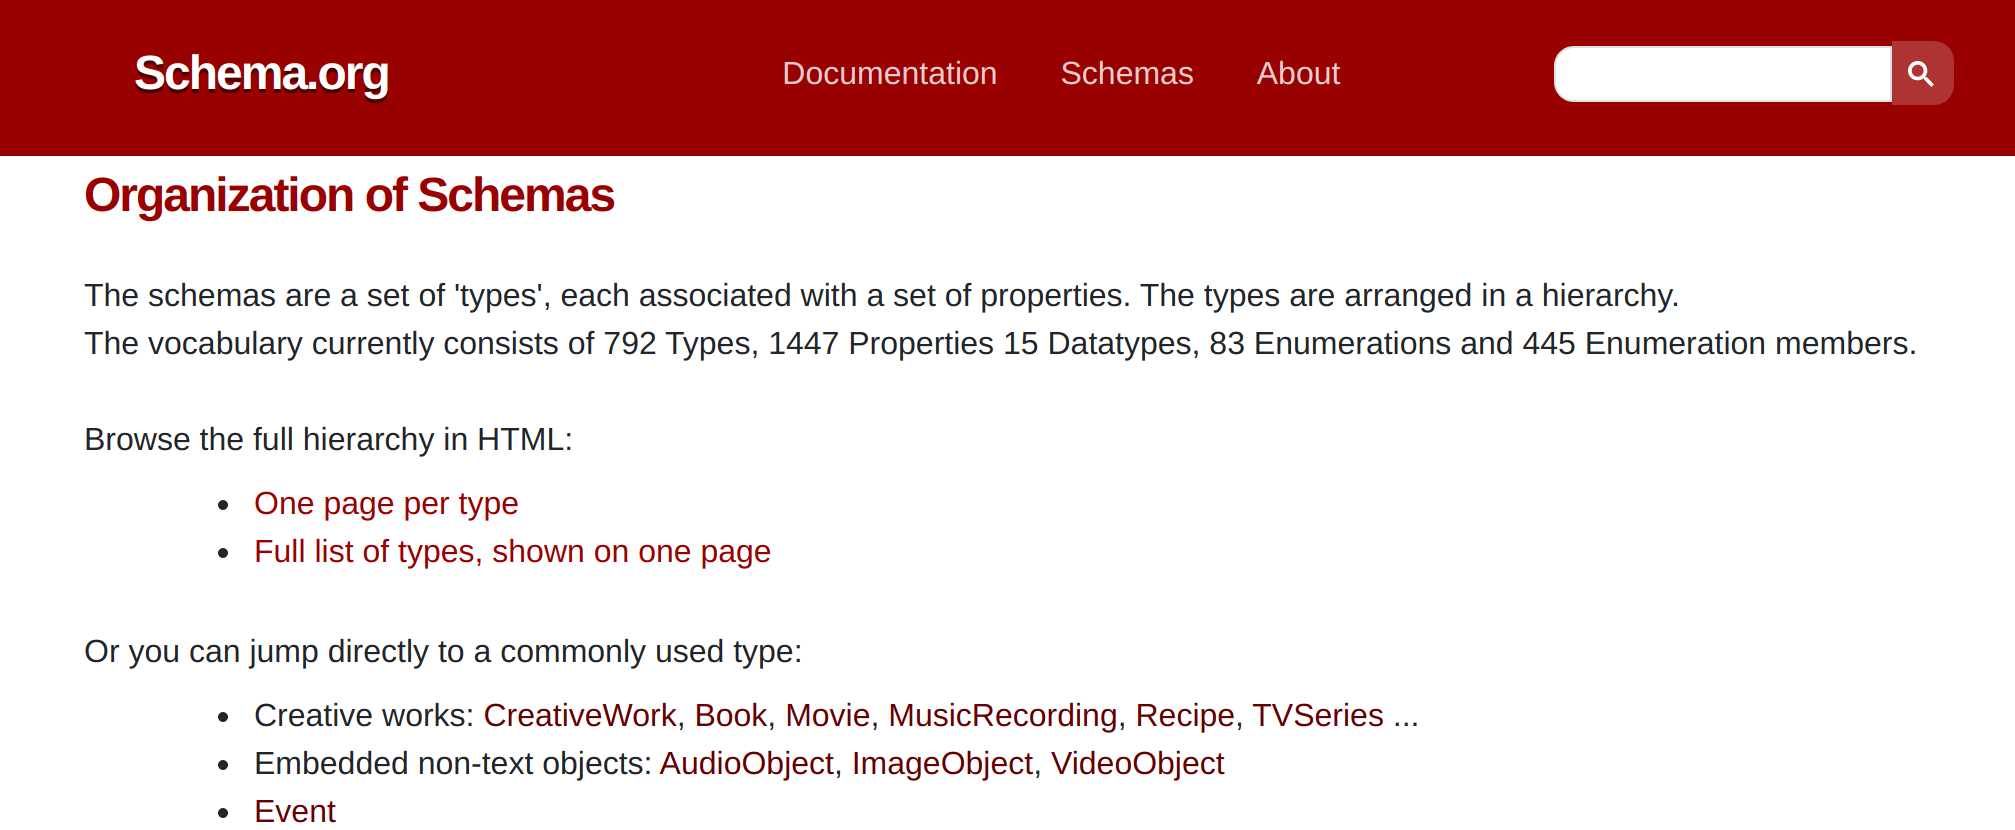 Schema.org
Documentation Schemas About
Organization of Schemas
The schemas are a set of 'types', each associated with a set of properties. The types are arranged in a hierarchy.
The vocabulary currently consists of 792 Types, 1447 Properties 15 Datatypes, 83 Enumerations and 445 Enumeration members.
Browse the full hierarchy in HTML:
• One page per type
• Full list of types, shown on one page
Or you can jump directly to a commonly used type:
• Creative works: CreativeWork, Book, Movie, MusicRecording, Recipe, TVSeries ...
• Embedded non-text objects: AudioObject, ImageObject, VideoObject
• Event